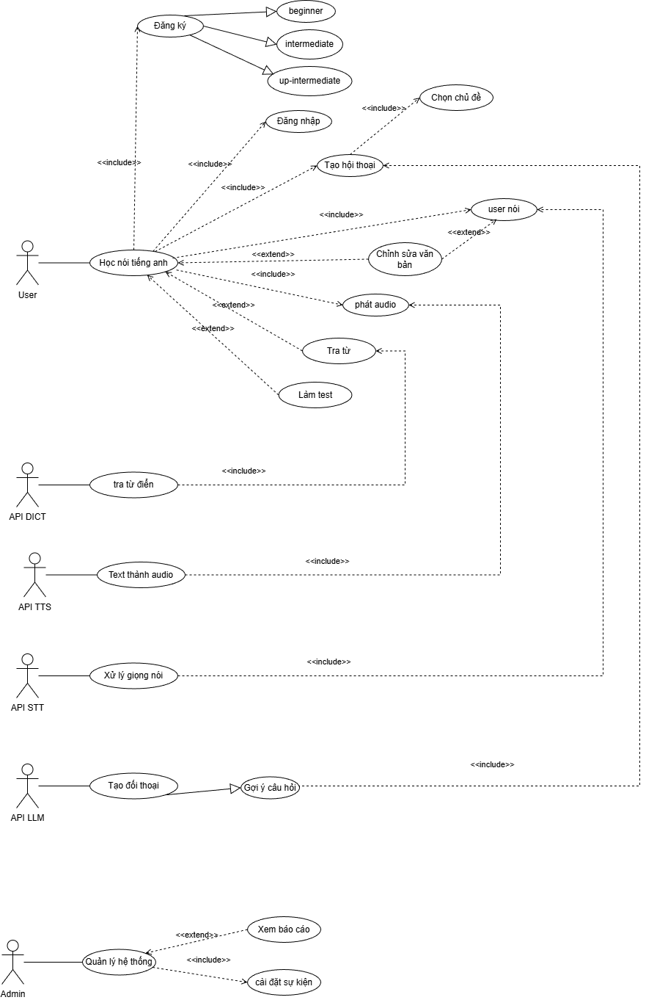 beginner
Đăng ký
intermediate
up-intermediate
Chọn chủ đề
<<include>>
Đăng nhập
<<include>>
<<include>>
Tạo hội thoại
<<include>>
user nói
<<include>>
<<extend>>
User
Học nói tiếng anh
<<extend>>
Chỉnh sửa văn
bản
<<include>>
phát audio
<<extend>>
<<extend>>
Tra từ
Làm test
API DICT
tra từ điển
<<include>>
API TTS
Text thành audio
<<include>>
API STT
Xử lý giọng nói
<<include>>
API LLM
Tạo đối thoại
Gợi ý câu hỏi
<<include>>
Xem báo cáo
<<extend>>
Admin
Quản lý hệ thống
<<include>>
cài đặt sự kiện